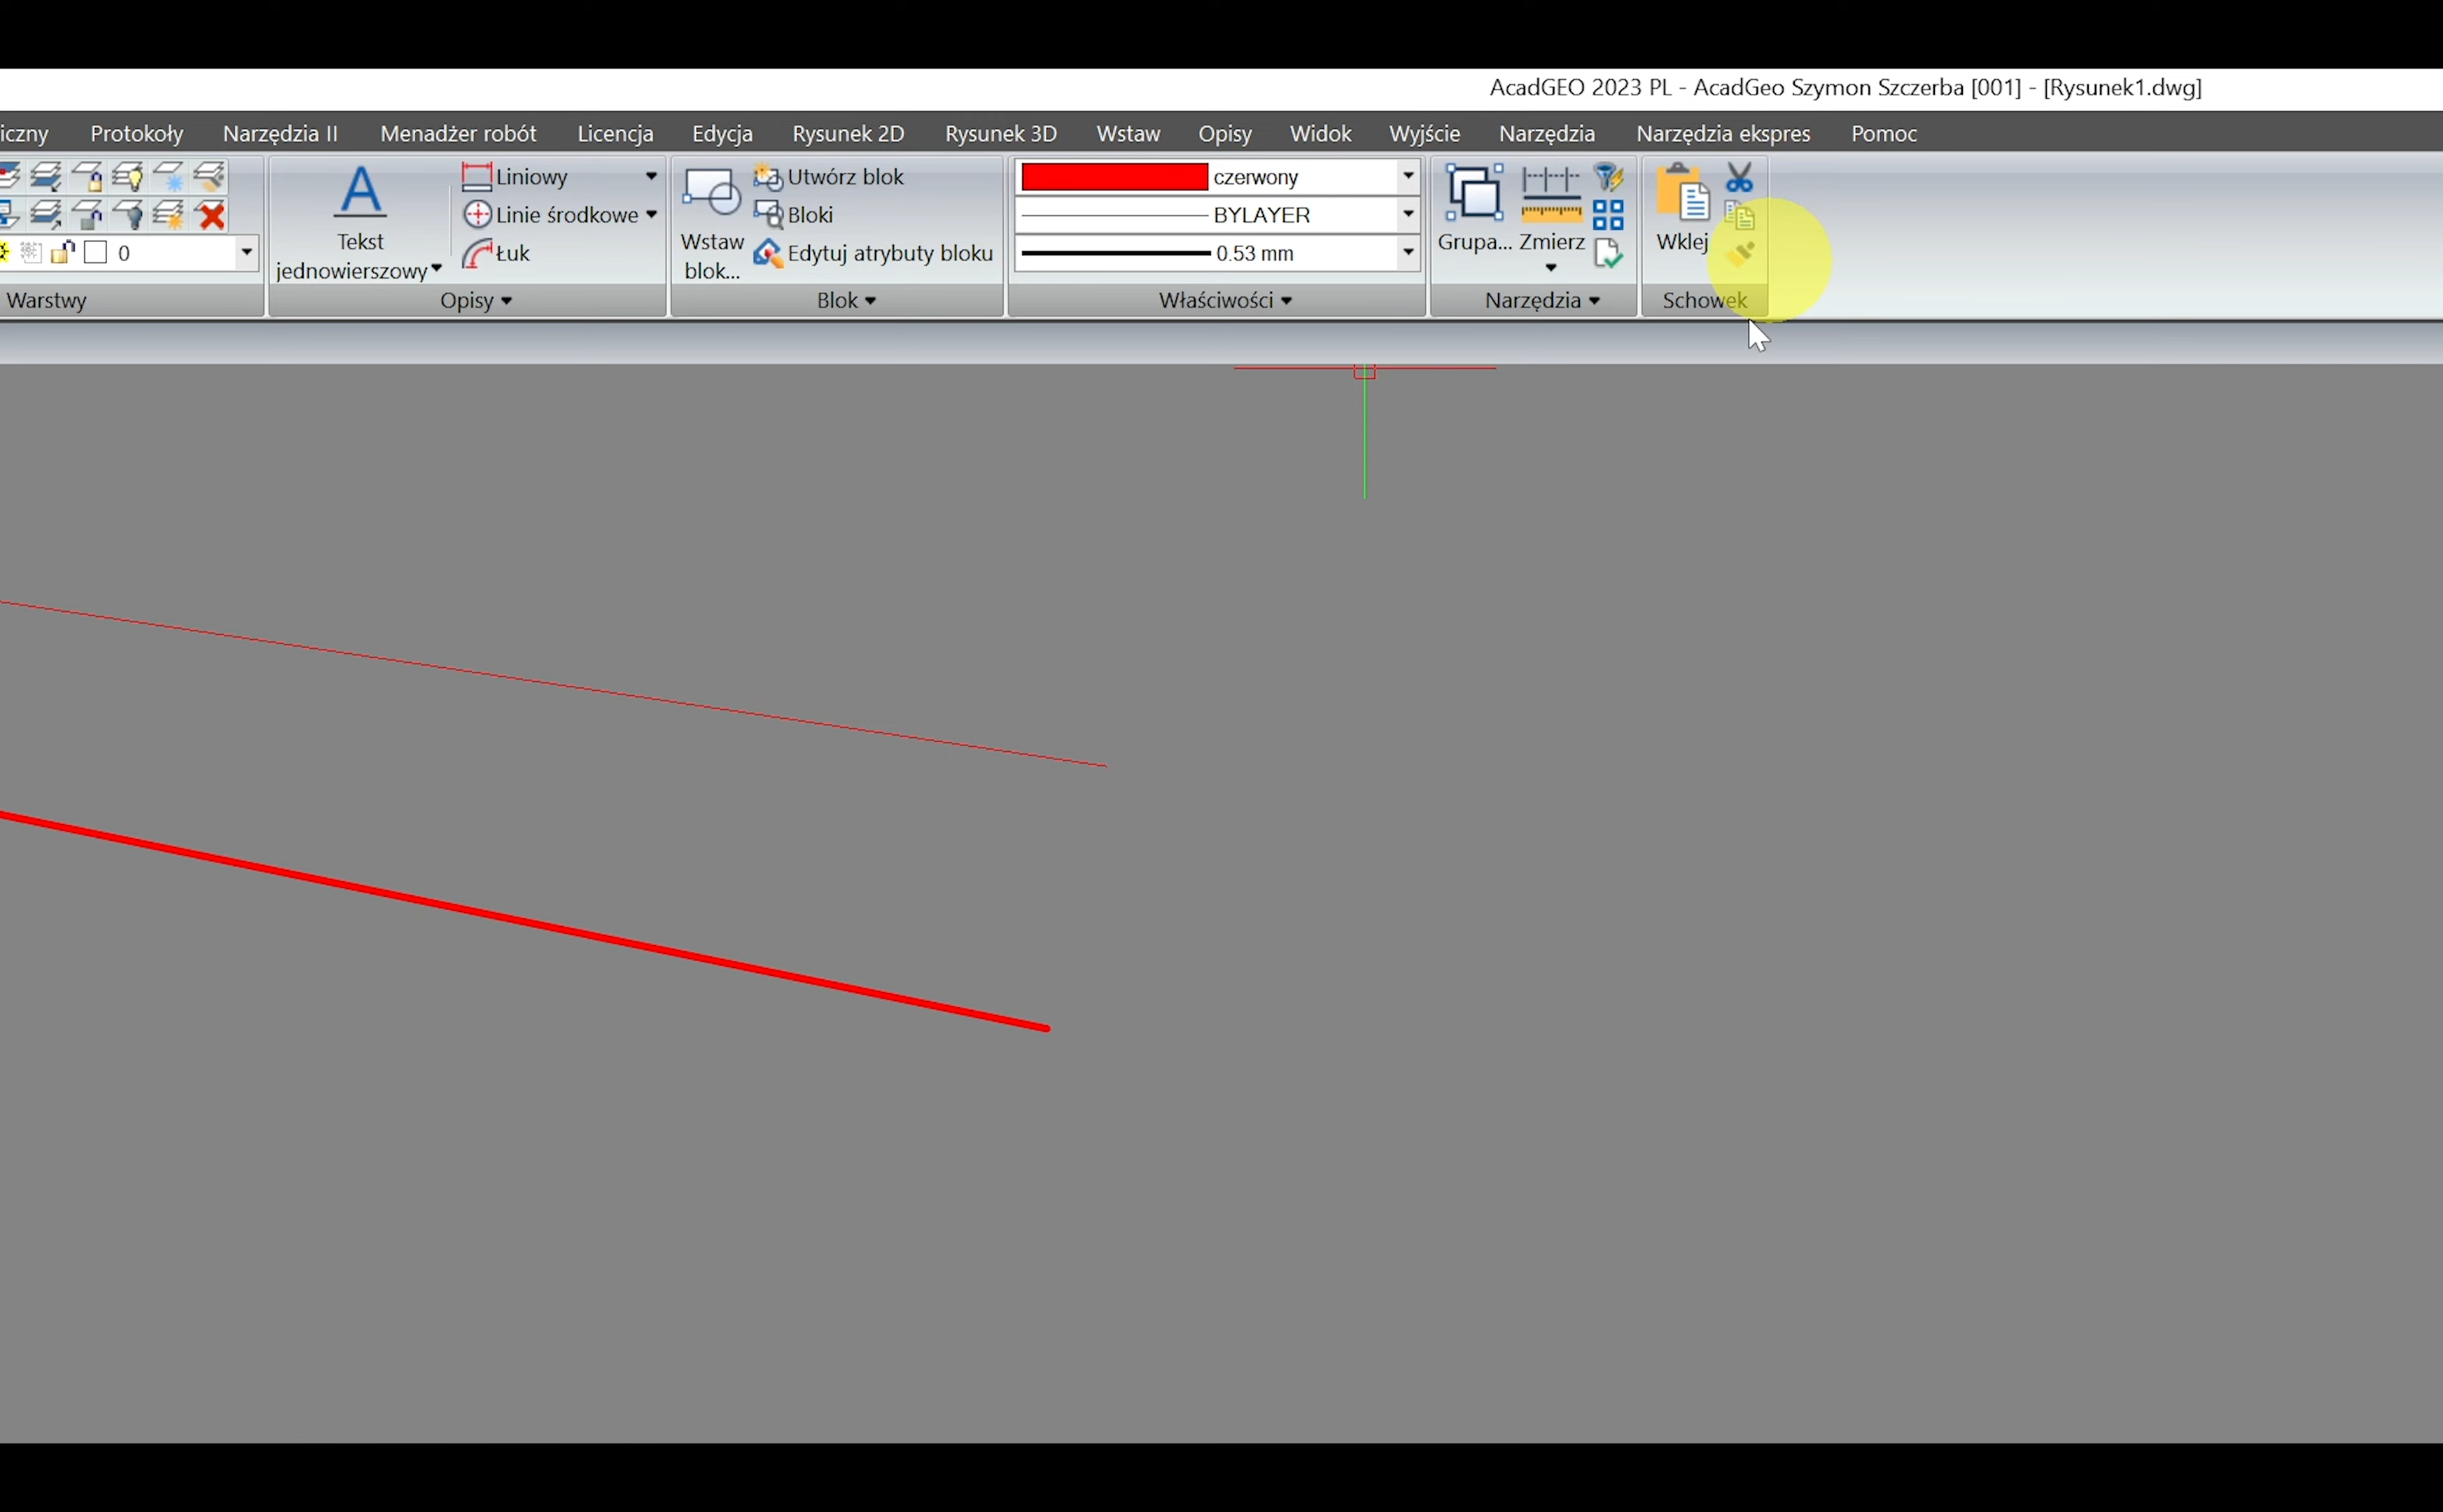 AcadGEO 2023 PL - AcadGeo Szymon Szczerba [001] - [Rysunek1.dwg]
iczny Protokoły Narzędzia II Menadżer robót Licencja Edycja Rysunek 2D Rysunek 3D Wstaw Opisy Widok Wyjście Narzędzia Narzędzia ekspres Pomoc
0
Warstwy
Tekst
jednowierszowy
Liniowy
Linie środkowe
Łuk
Opisy
Wstaw
blok...
Utwórz blok
Bloki
Edytuj atrybuty bloku
Blok
czerwony
BYLAYER
0.53 mm
Właściwości
Grupa... Zmierz
Narzędzia
Wklej
Schowek